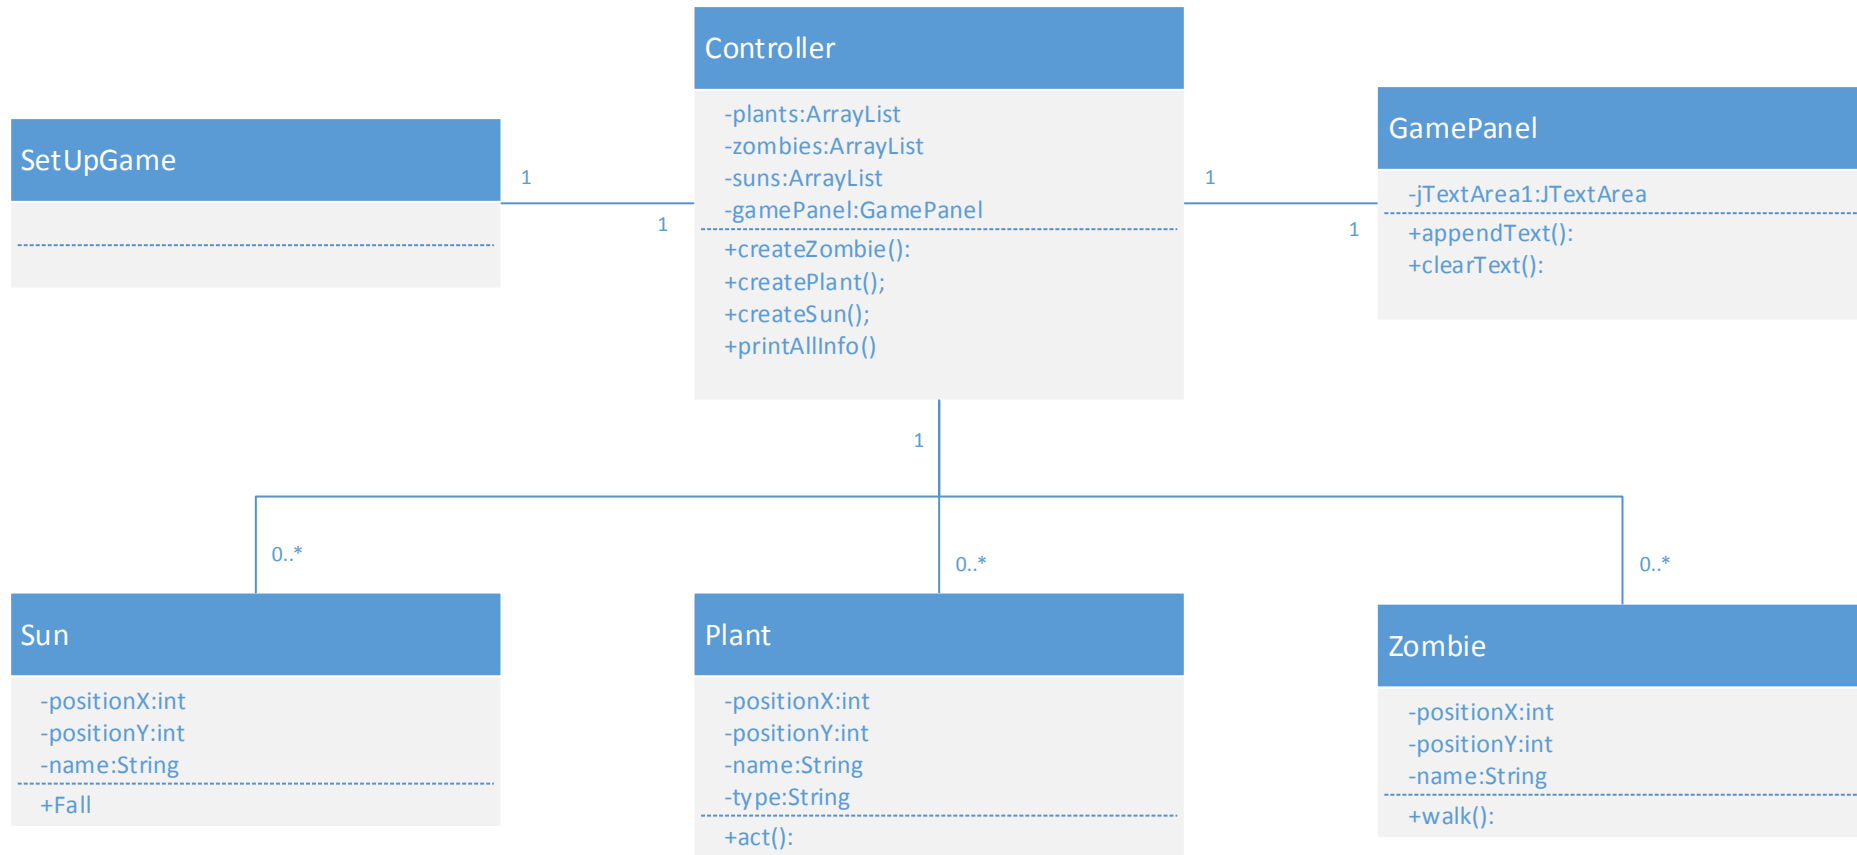 Controller
-plants:ArrayList
-zombies:ArrayList
-suns:ArrayList
-gamePanel:GamePanel
+createZombie():
+createPlant();
+createSun();
+printAllInfo()
SetUpGame
1
1
GamePanel
-jTextArea1:JTextArea
+appendText():
+clearText():
1
1
1
0..*
0..*
0..*
Sun
-positionX:int
-positionY:int
-name:String
+Fall
Plant
-positionX:int
-positionY:int
-name:String
-type:String
+act():
Zombie
-positionX:int
-positionY:int
-name:String
+walk():